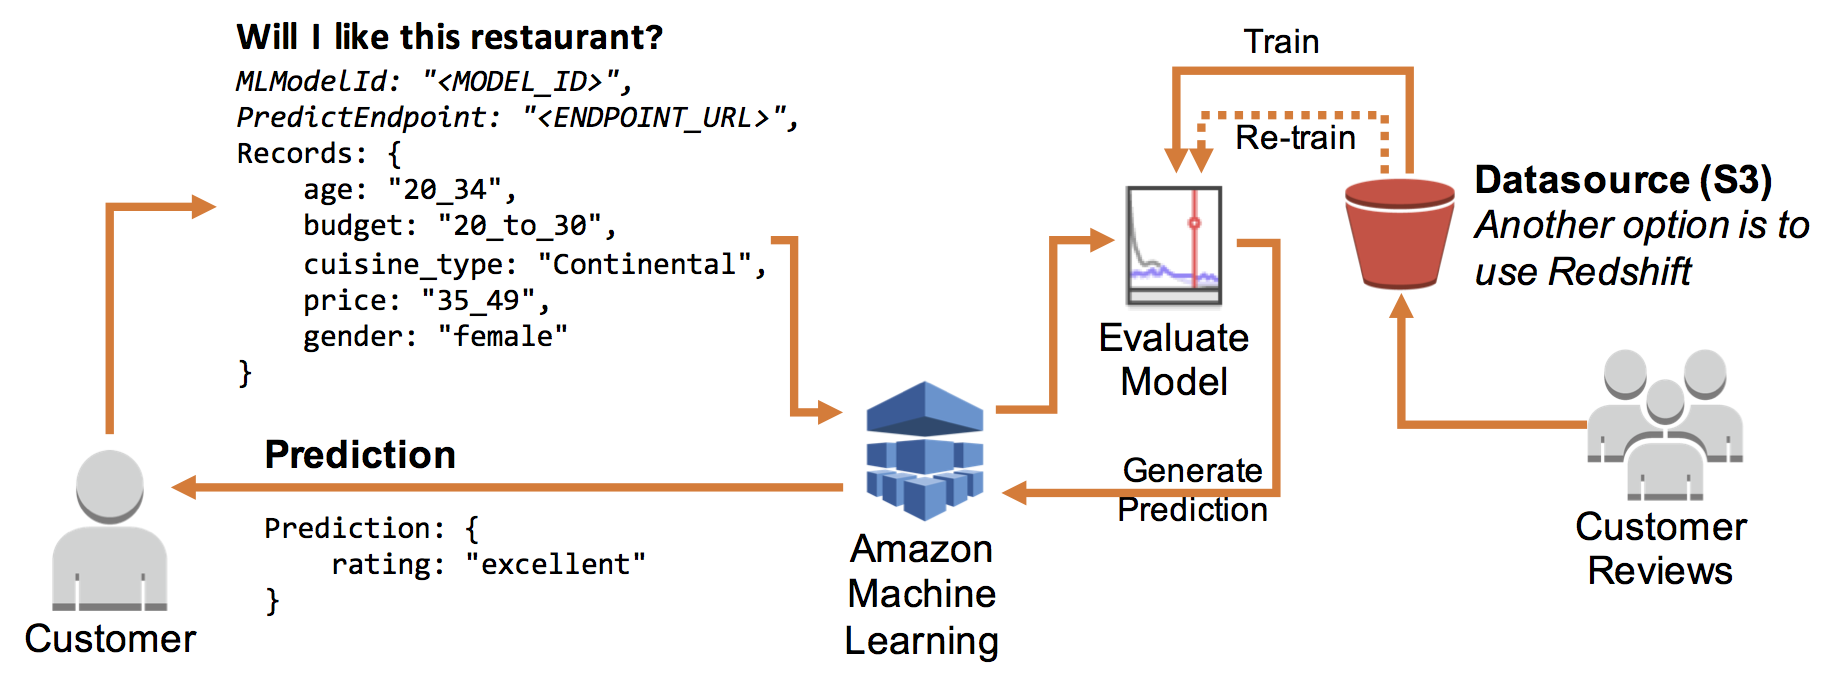 Will I like this restaurant?
MLModelId: "<MODEL_ID>",
PredictEndpoint: "<ENDPOINT_URL>",
Records: {
    age: "20_34",
    budget: "20_to_30",
    cuisine_type: "Continental",
    price: "35_49",
    gender: "female"
}
Prediction
Prediction: {
    rating: "excellent"
}
Customer
Amazon
Machine
Learning
Train
Re-train
Evaluate
Model
Generate
Prediction
Datasource (S3)
Another option is to
use Redshift
Customer
Reviews